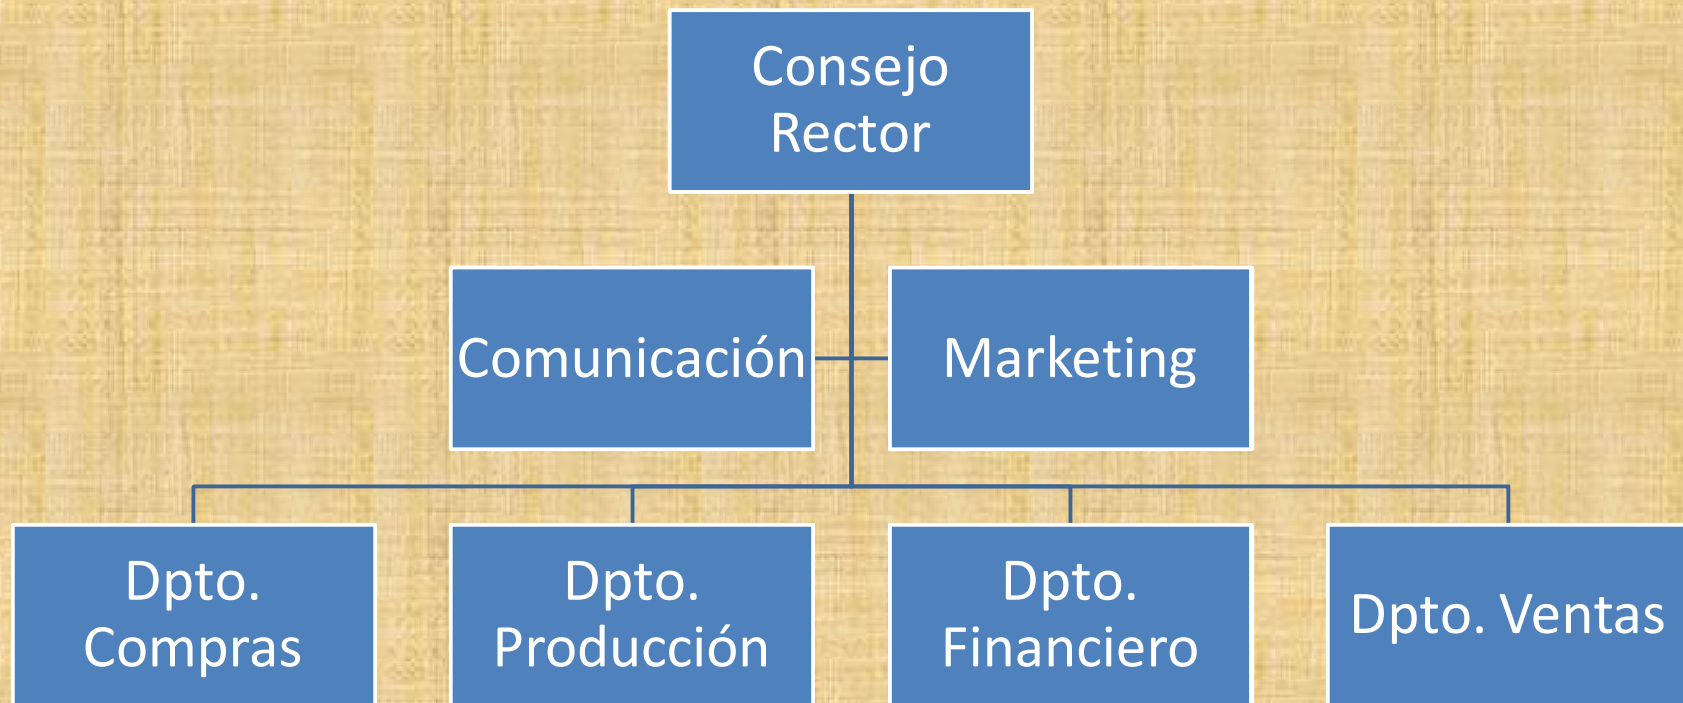 Consejo
Rector
Comunicación
Marketing
Dpto.
Compras
Dpto.
Producción
Dpto.
Financiero
Dpto. Ventas